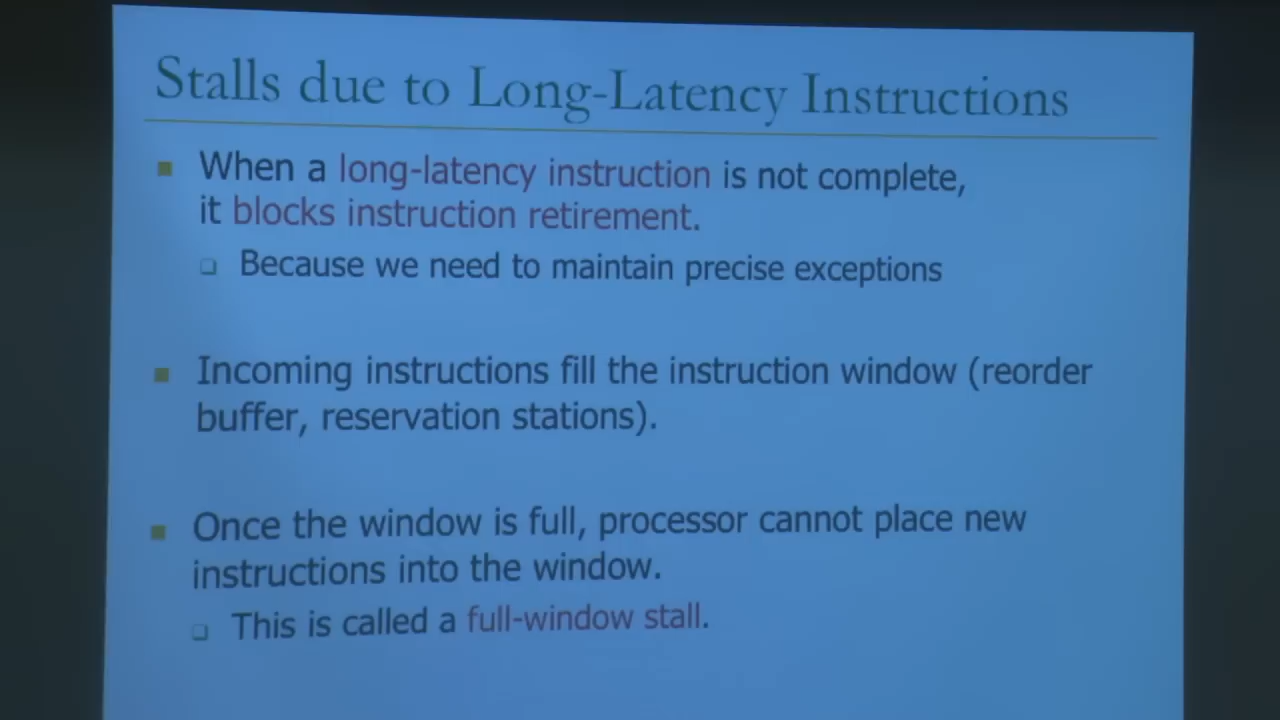 Stalls due to Long-Latency Instructions
When a long-latency instruction is not complete,
it blocks instruction retirement.
Because we need to maintain precise exceptions
Incoming instructions fill the instruction window (reorder
buffer, reservation stations).
Once the window is full, processor cannot place new
instructions into the window.
This is called a full-window stall.